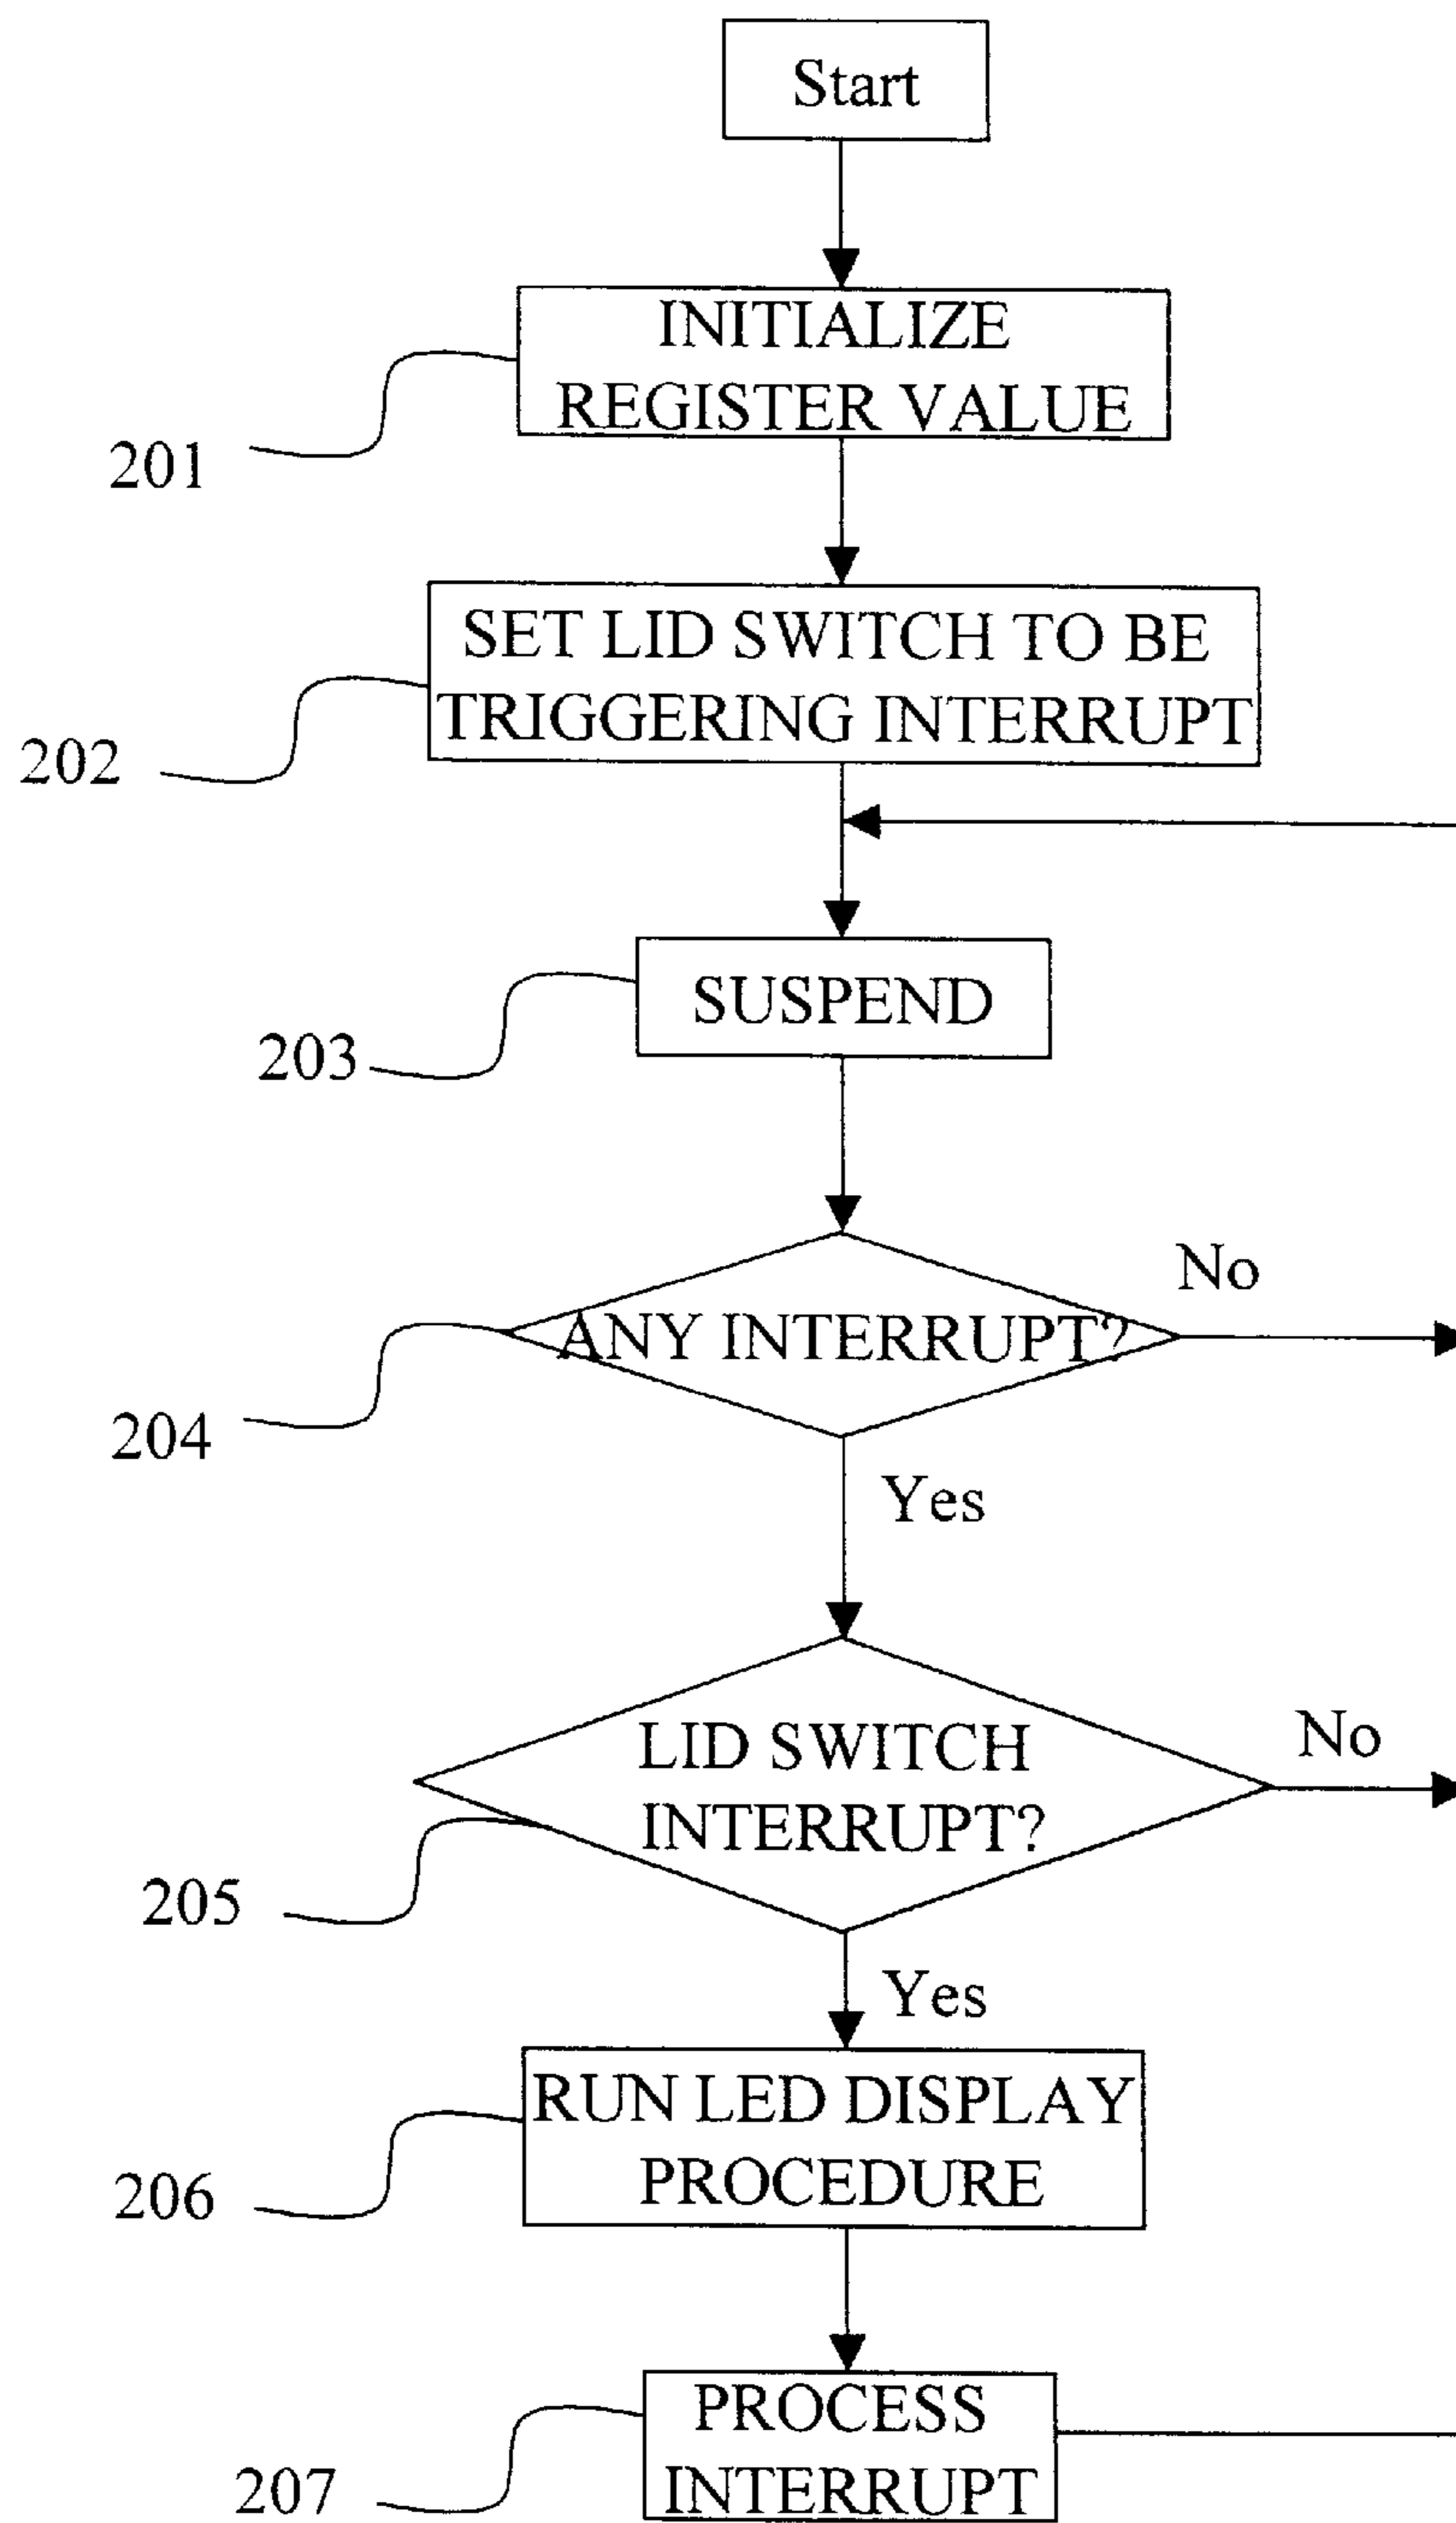 Start
INITIALIZE
REGISTER VALUE
201
SET LID SWITCH TO BE
TRIGGERING INTERRUPT
202
SUSPEND
203
No
ANY INTERRUPT?
204
Yes
No
LID SWITCH
INTERRUPT?
205
Yes
RUN LED DISPLAY
PROCEDURE
206
PROCESS
INTERRUPT
207